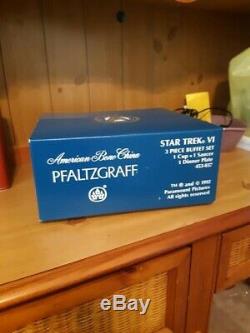 American Bone China
PFALTZGRAFF
STAR TREK® VI
3 PIECE BUFFET SET
1 Cup • 1 Saucer
1 Dinner Plate
TM ® and © 1993
Paramount Pictures
All rights reserved.